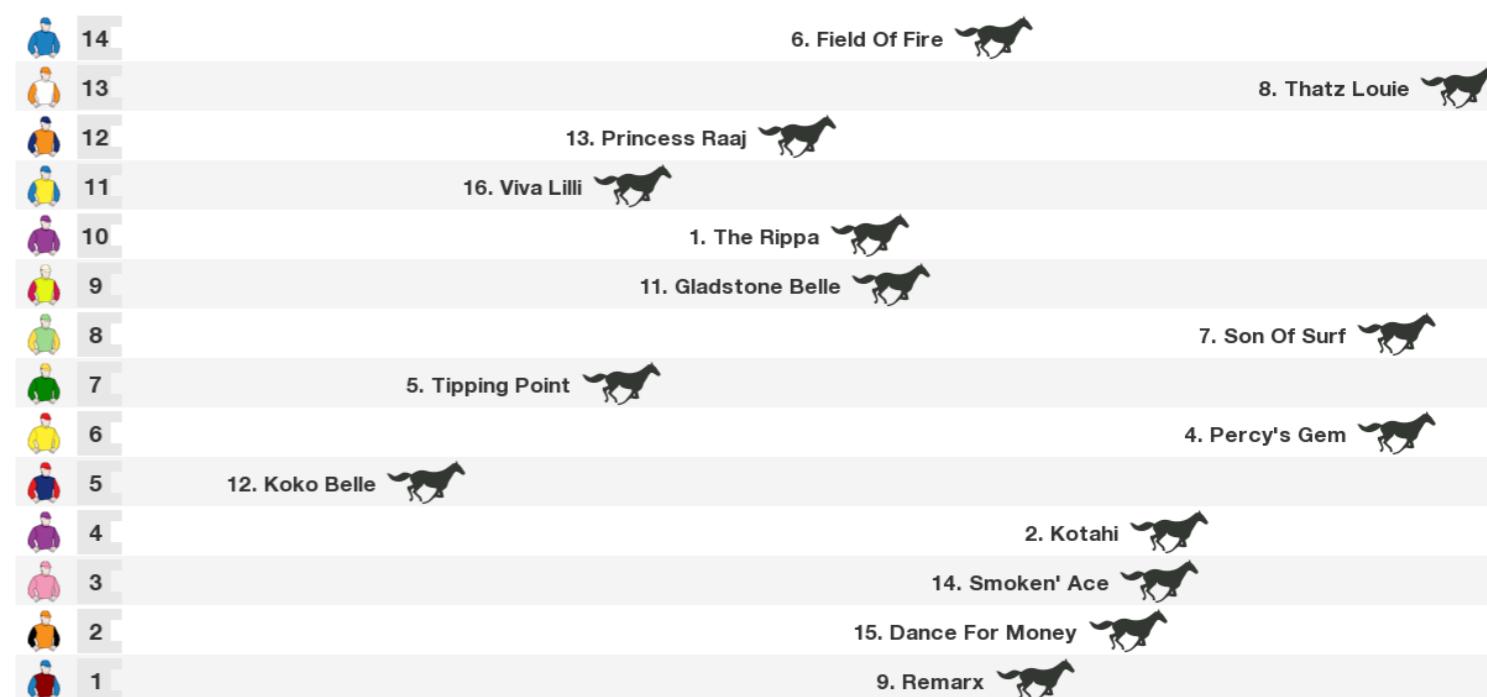 14 6. Field Of Fire
13 8. Thatz Louie
12 13. Princess Raaj
11 16. Viva Lilli
10 1. The Rippa
9 11. Gladstone Belle
8 7. Son Of Surf
7 5. Tipping Point
6 4. Percy's Gem
5 12. Koko Belle
4 2. Kotahi
3 14. Smoken' Ace
2 15. Dance For Money
1 9. Remarx